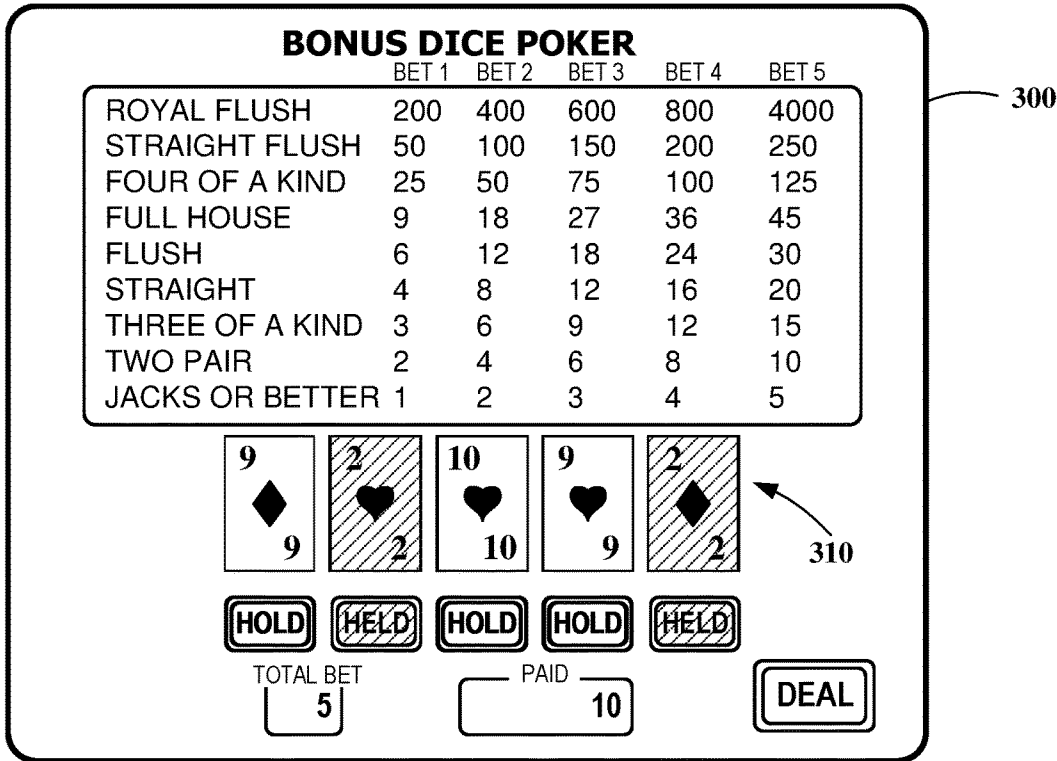 BONUS DICE POKER
BET 1 BET 2 BET 3 BET 4 BET 5
ROYAL FLUSH 200 400 600 800 4000
STRAIGHT FLUSH 50 100 150 200 250
FOUR OF A KIND 25 50 75 100 125
FULL HOUSE 9 18 27 36 45
FLUSH 6 12 18 24 30
STRAIGHT 4 8 12 16 20
THREE OF A KIND 3 6 9 12 15
TWO PAIR 2 4 6 8 10
JACKS OR BETTER 1 2 3 4 5
300
9 2 10 9 2
9 2 10 9 2
310
HOLD HELD HOLD HOLD HELD
TOTAL BET PAID
5 10
DEAL